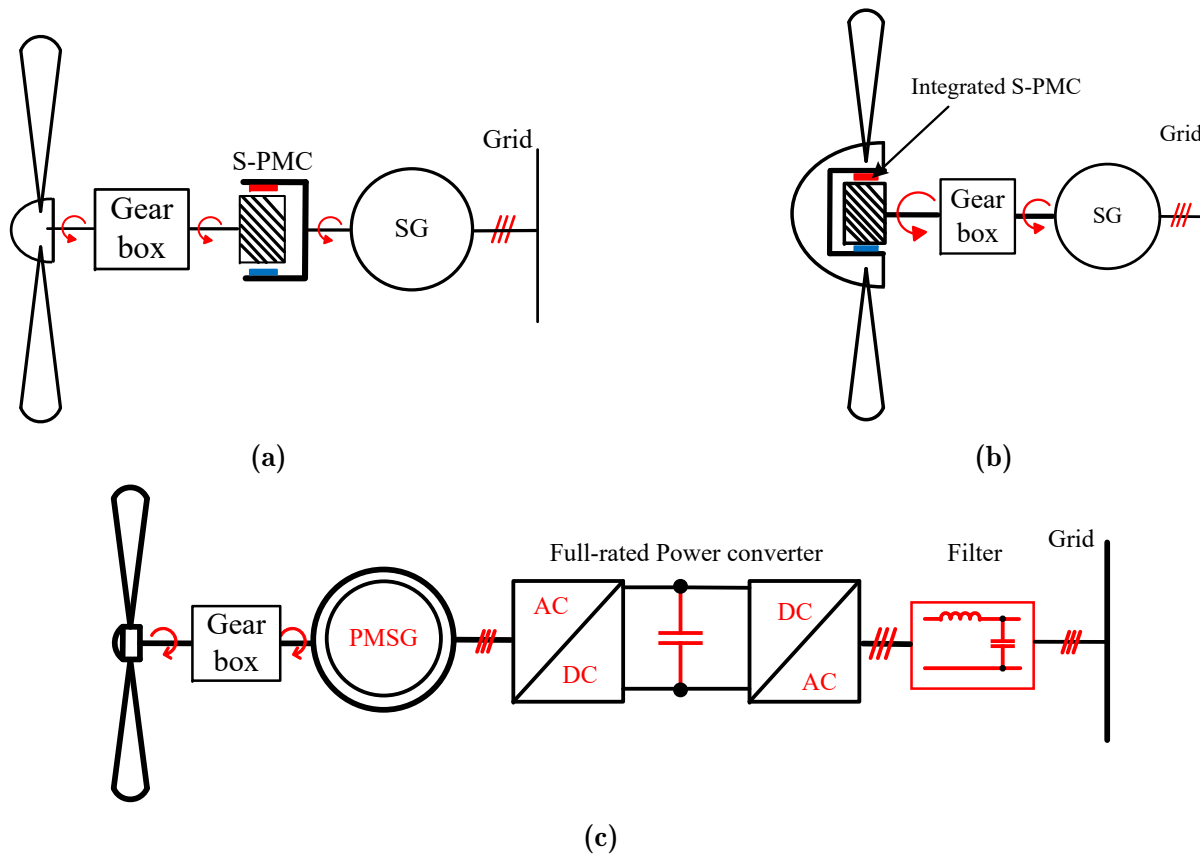 Integrated S-PMC
Grid
S-PMC
Gear
box
SG
(a)
Grid
Gear
box
SG
(b)
Full-rated Power converter
Filter
Grid
Gear
box
PMSG
AC
DC
DC
AC
(c)